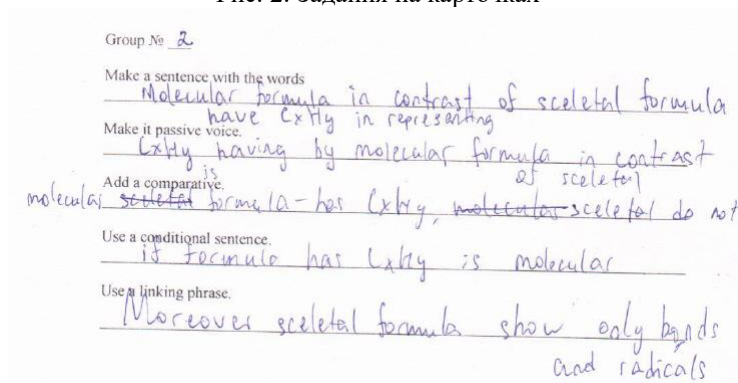 Рис. 2. Задания на карточках
Group № 2
Make a sentence with the words
Molecular formula in contrast of sceletal formula
have CxHy in representing
Make it passive voice.
CxHy having by molecular formula in contrast
is
of sceletal
Add a comparative.
molecular sceletal formula - has CxHy, molecular sceletal do not
Use a conditional sentence.
if formula has CxHy is molecular
Use a linking phrase.
Moreover sceletal formula show only bands
and radicals